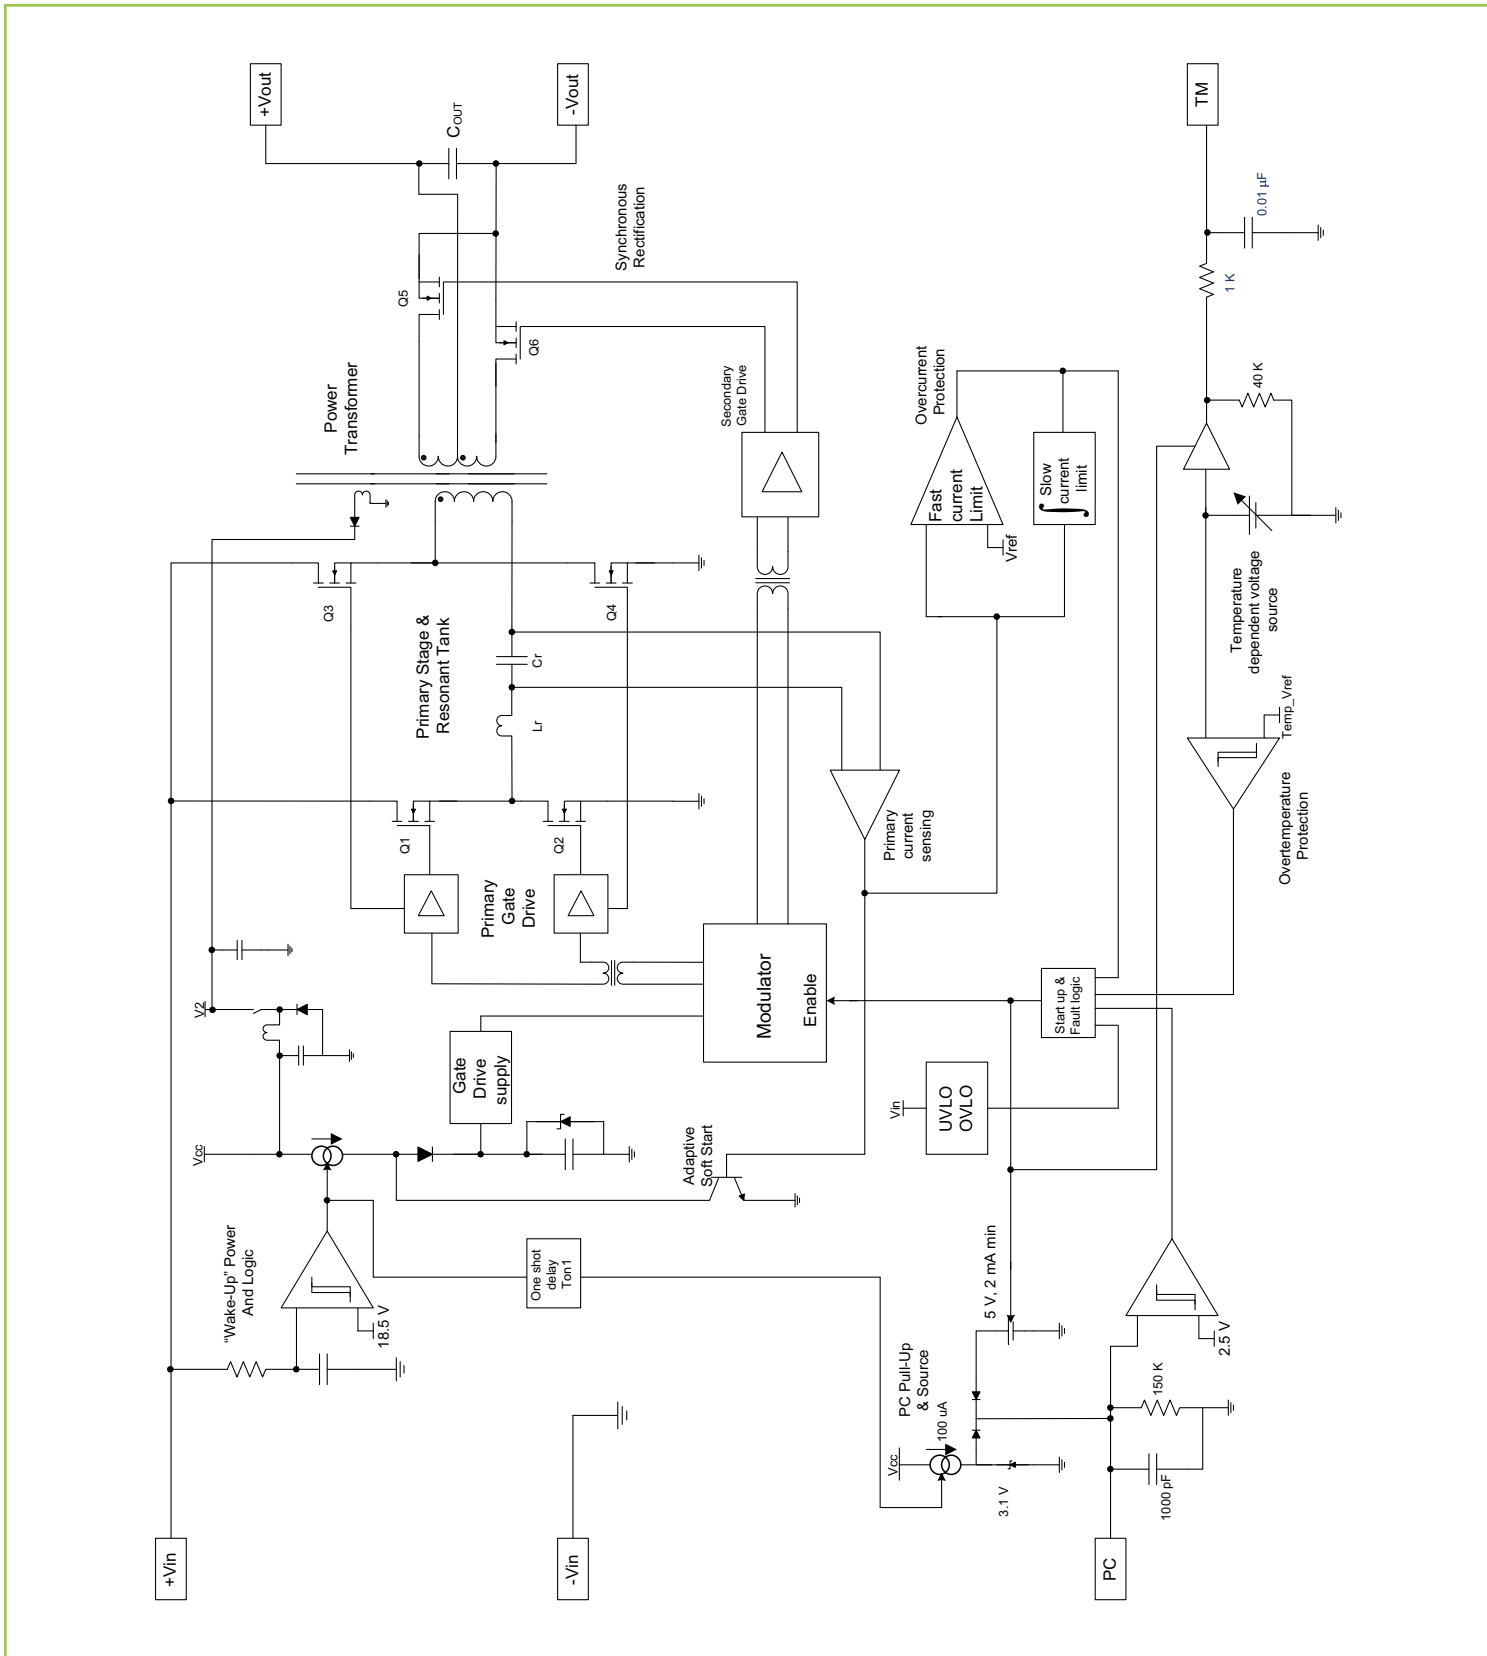 +Vout
COUT
-Vout
TM
Synchronous
Rectification
0.01 µF
1 K
Q5
Q6
Power
Transformer
Secondary
Gate Drive
Overcurrent
Protection
40 K
Fast
current
Limit
Vref
Slow
current
limit
Q3
Q4
Primary Stage &
Resonant Tank
Cr
Lr
Temperature
dependent voltage
source
Temp_Vref
Q1
Q2
Primary
current
sensing
Overtemperature
Protection
Primary
Gate
Drive
Modulator
Enable
Start up &
Fault logic
V2
Gate
Drive
supply
Vin
UVLO
OVLO
Vcc
Adaptive
Soft Start
"Wake-Up" Power
And Logic
18.5 V
One shot
delay
Ton1
5 V, 2 mA min
2.5 V
PC Pull-Up
& Source
100 uA
150 K
Vcc
3.1 V
1000 pF
+Vin
-Vin
PC